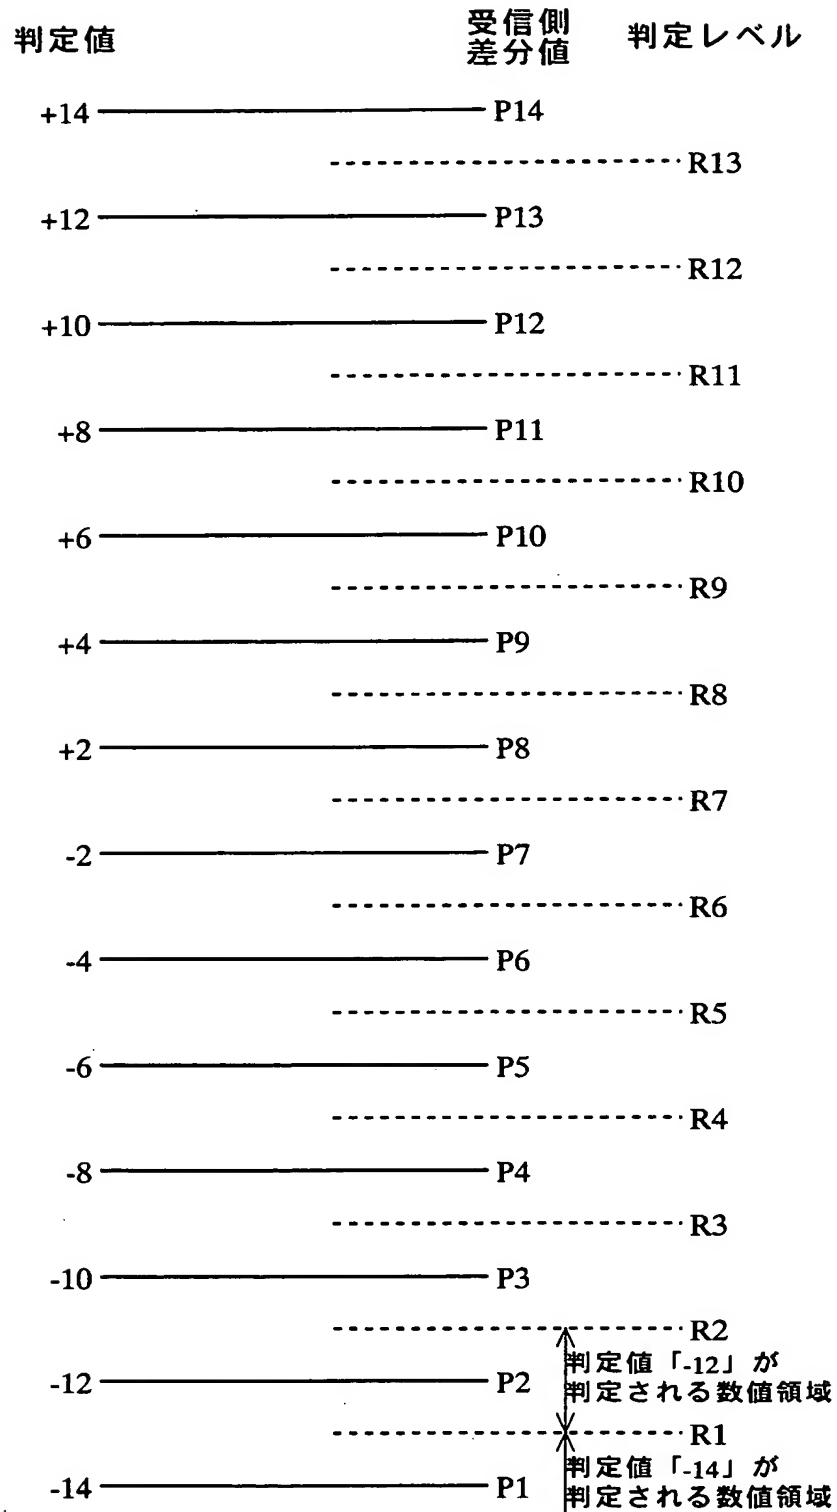 判定値 受信側差分値 判定レベル
+14 P14
R13
+12 P13
R12
+10 P12
R11
+8 P11
R10
+6 P10
R9
+4 P9
R8
+2 P8
R7
-2 P7
R6
-4 P6
R5
-6 P5
R4
-8 P4
R3
-10 P3
R2
判定値「-12」が
-12 P2 判定される数値領域
R1
判定値「-14」が
-14 P1 判定される数値領域